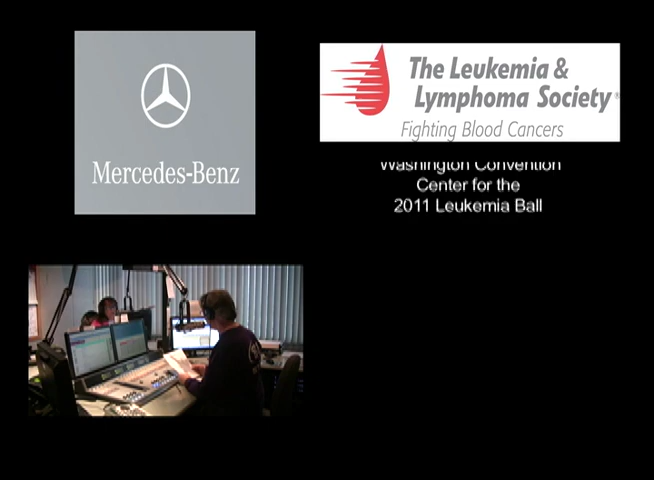 Mercedes-Benz
The Leukemia &
Lymphoma Society®
Fighting Blood Cancers
Washington Convention
Center for the
2011 Leukemia Ball